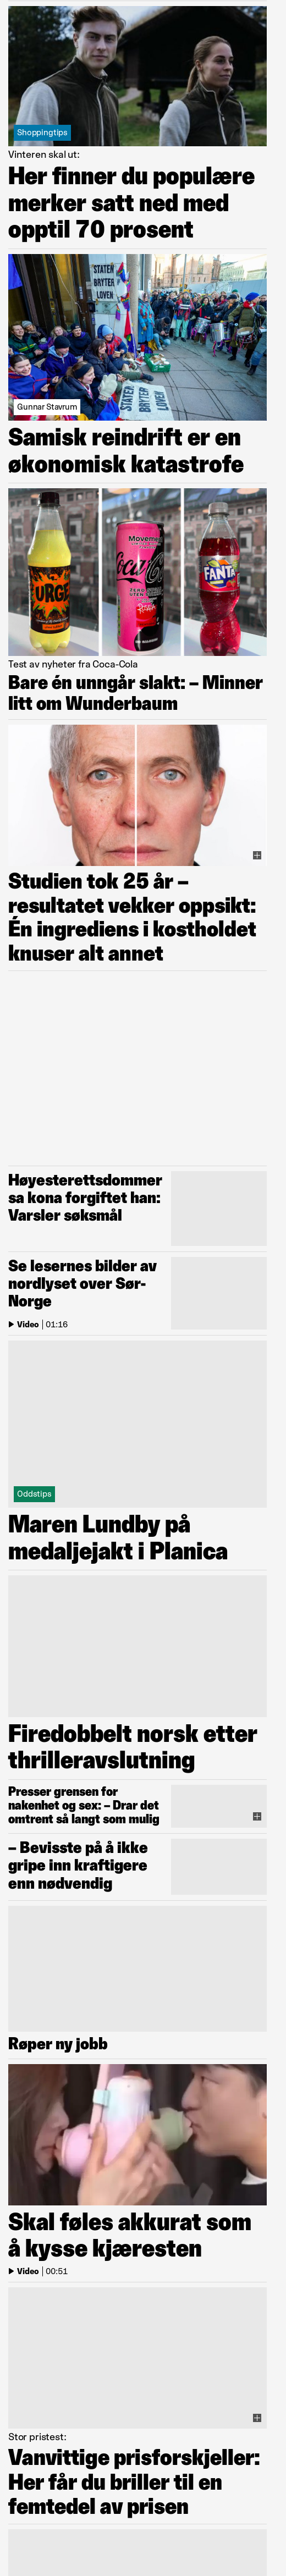 Shoppingtips
Vinteren skal ut:
Her finner du populære
merker satt ned med
opptil 70 prosent
STATEN
BRYTER
LOVEN
STATEN
BRYTER
LOVEN
Gunnar Stavrum
Samisk reindrift er en
økonomisk katastrofe
URGE
Movement
Coca-Cola
FANTA
Test av nyheter fra Coca-Cola
Bare én unngår slakt: – Minner
litt om Wunderbaum
Studien tok 25 år –
resultatet vekker oppsikt:
Én ingrediens i kostholdet
knuser alt annet
Høyesterettsdommer
sa kona forgiftet han:
Varsler søksmål
Se lesernes bilder av
nordlyset over Sør-
Norge
Video | 01:16
Oddstips
Maren Lundby på
medaljejakt i Planica
Firedobbelt norsk etter
thrilleravslutning
Presser grensen for
nakenhet og sex: – Drar det
omtrent så langt som mulig
– Bevisste på å ikke
gripe inn kraftigere
enn nødvendig
Røper ny jobb
Skal føles akkurat som
å kysse kjæresten
Video | 00:51
Stor pristest:
Vanvittige prisforskjeller:
Her får du briller til en
femtedel av prisen